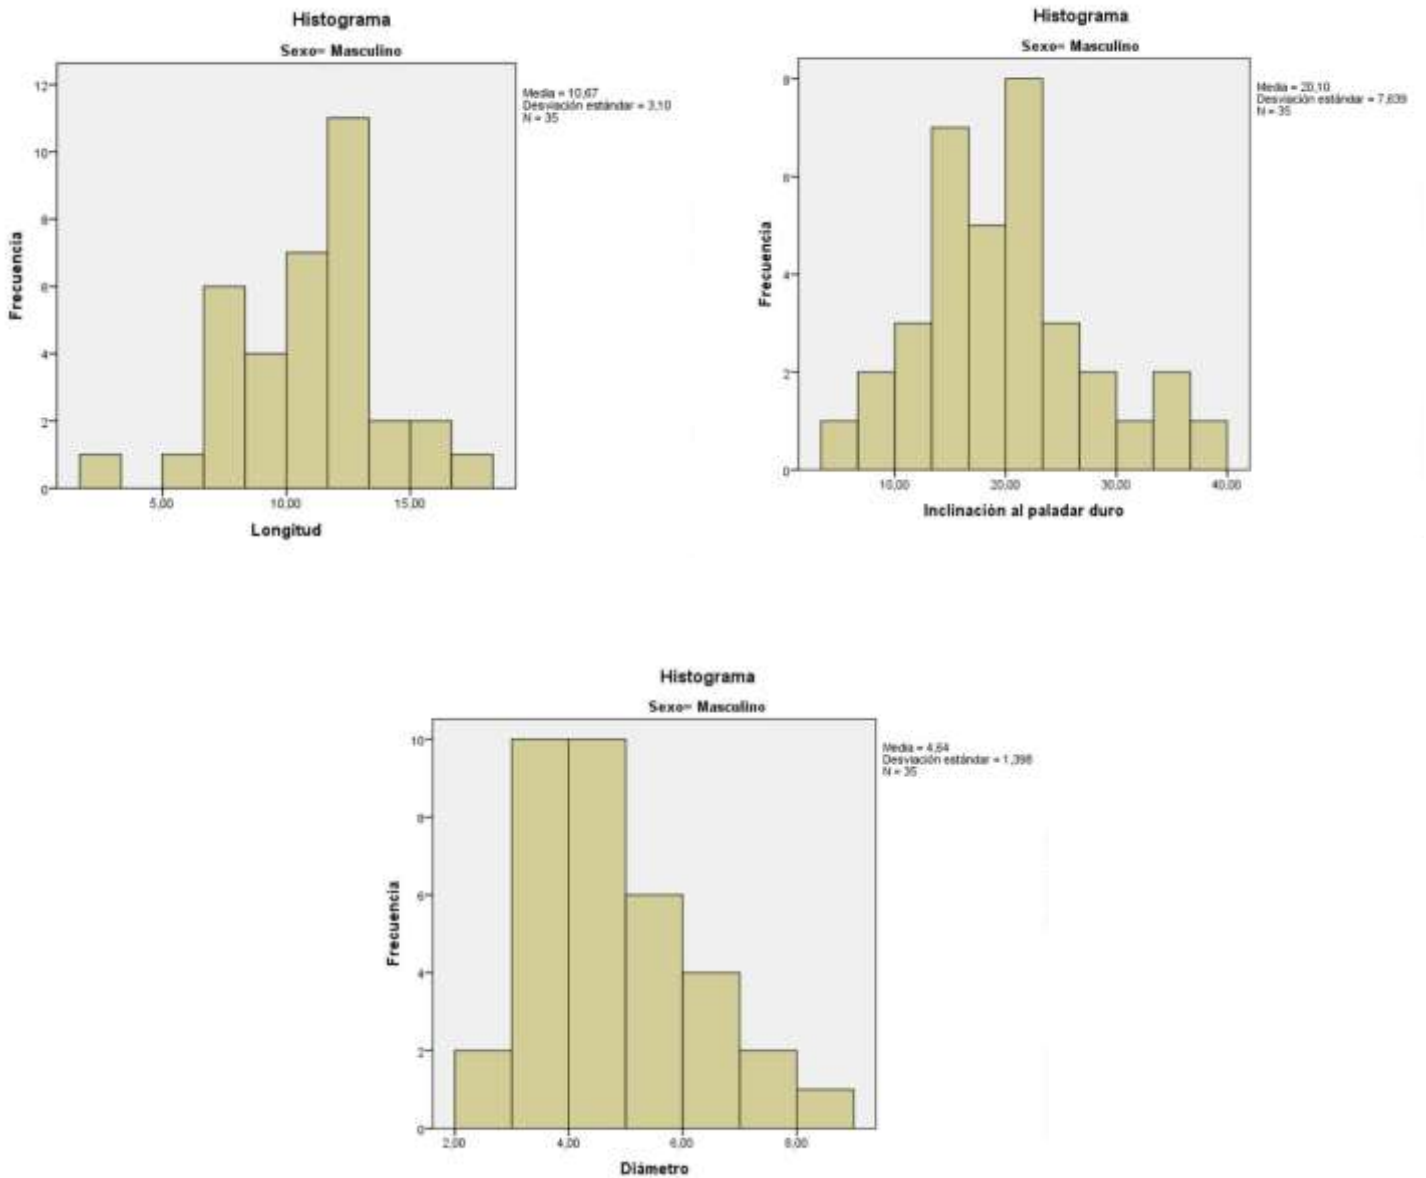 Histograma
Sexo= Masculino
12
10
8
6
4
2
0
Frecuencia
5,00 10,00 15,00
Longitud
Media = 10,67
Desviación estándar = 3,10
N = 35
Histograma
Sexo= Masculino
8
6
4
2
0
Frecuencia
10,00 20,00 30,00 40,00
Inclinación al paladar duro
Media = 20,10
Desviación estándar = 7,639
N = 35
Histograma
Sexo= Masculino
10
8
6
4
2
0
Frecuencia
2,00 4,00 6,00 8,00
Diámetro
Media = 4,64
Desviación estándar = 1,398
N = 35